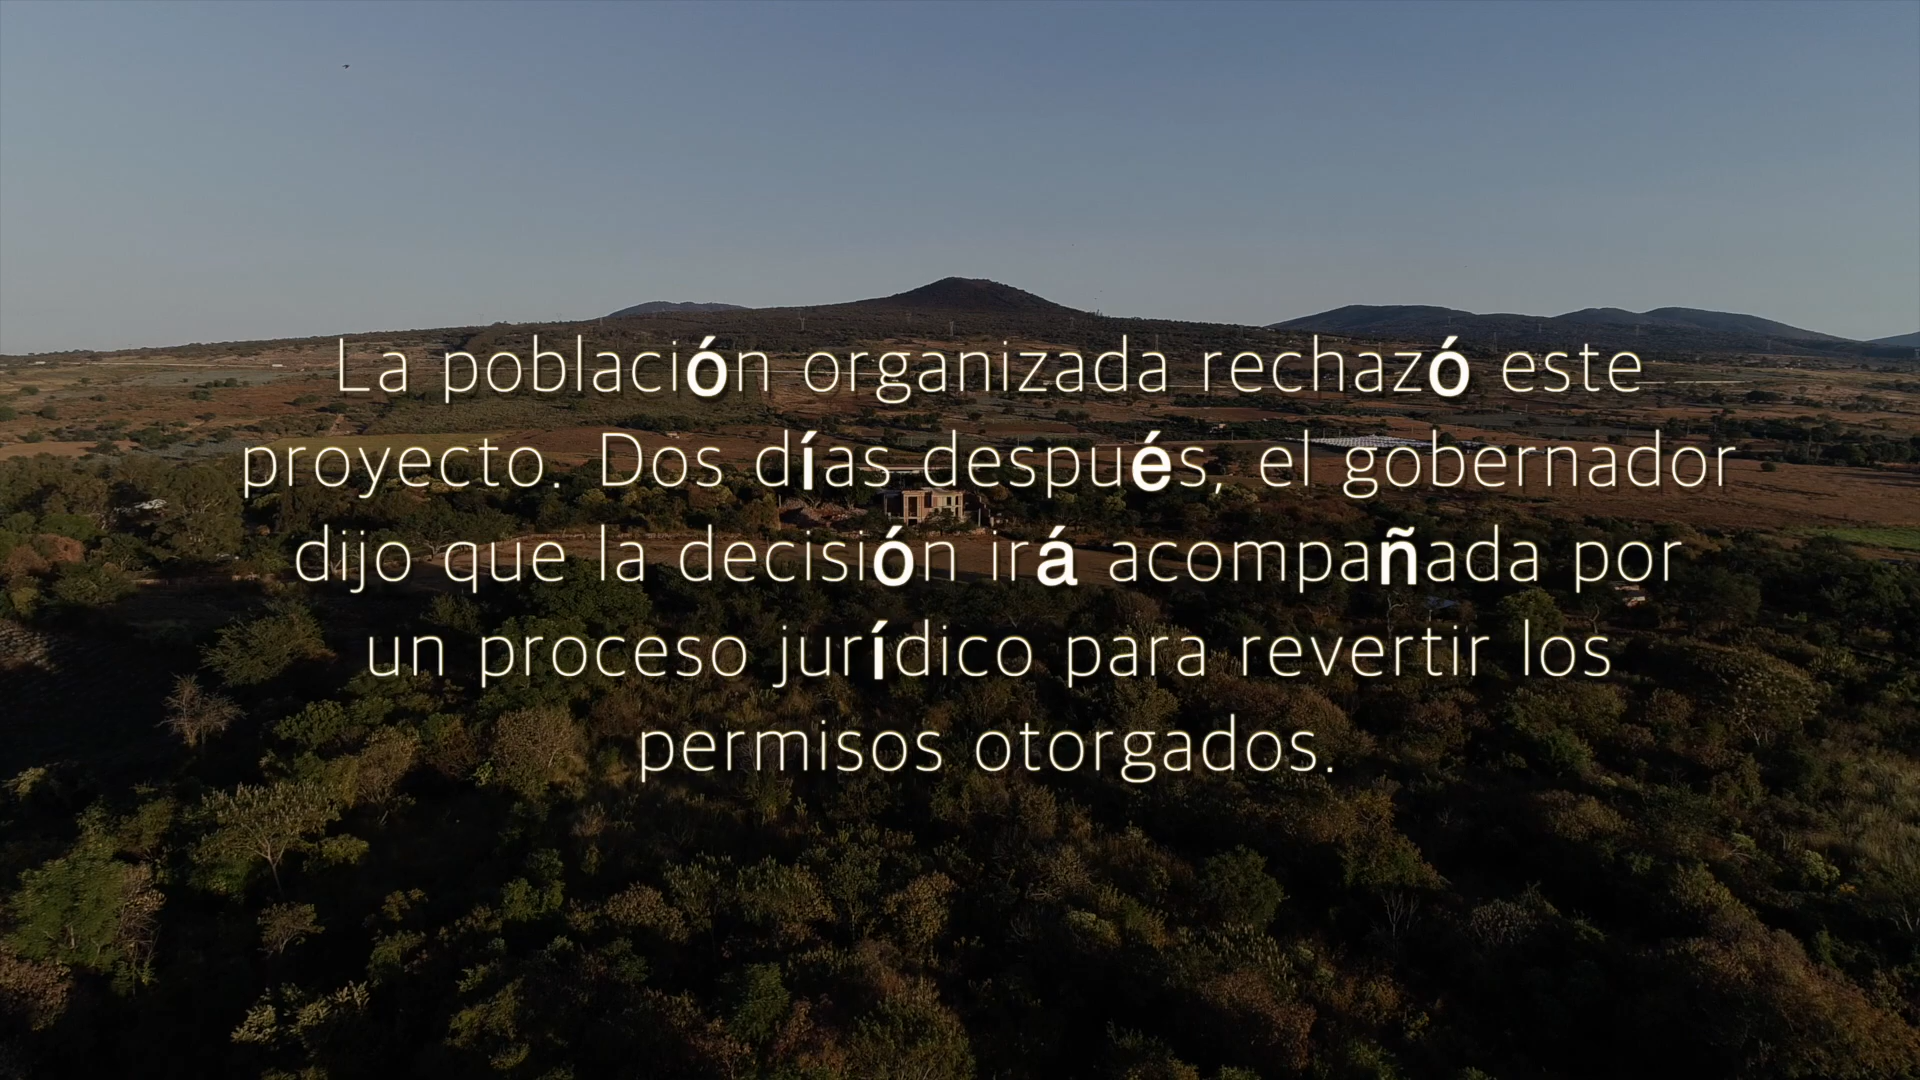 La población organizada rechazó este
proyecto. Dos días después, el gobernador
dijo que la decisión irá acompañada por
un proceso jurídico para revertir los
permisos otorgados.